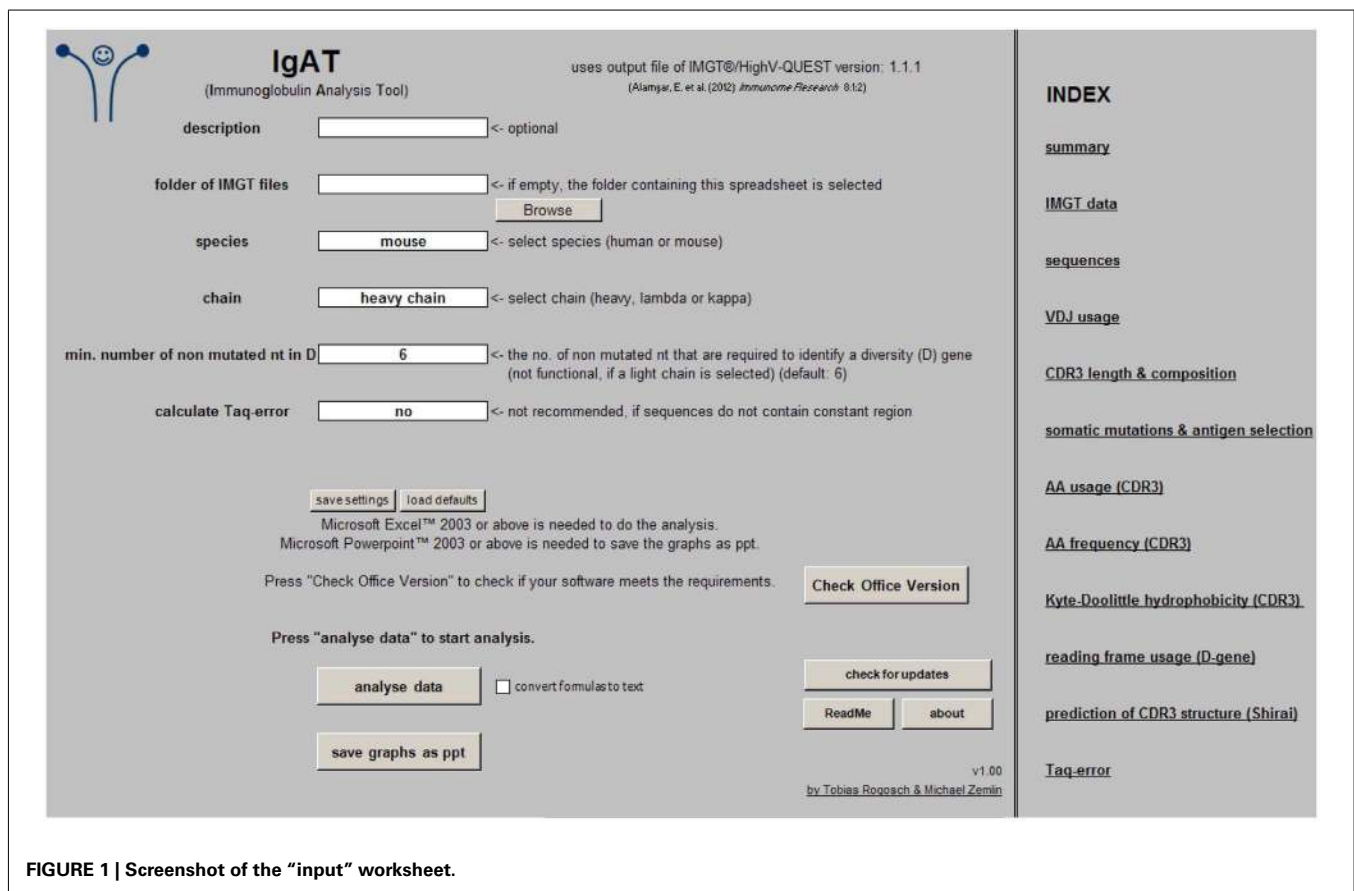 IgAT
(Immunoglobulin Analysis Tool)
uses output file of IMGT®/HighV-QUEST version: 1.1.1
(Alamyar, E. et al. (2012) Immunome Research 8:1:2)
description
<- optional
folder of IMGT files
<- if empty, the folder containing this spreadsheet is selected
Browse
species
mouse
<- select species (human or mouse)
chain
heavy chain
<- select chain (heavy, lambda or kappa)
min. number of non mutated nt in D
6
<- the no. of non mutated nt that are required to identify a diversity (D) gene
(not functional, if a light chain is selected) (default: 6)
calculate Taq-error
no
<- not recommended, if sequences do not contain constant region
save settings
load defaults
Microsoft Excel™ 2003 or above is needed to do the analysis.
Microsoft Powerpoint™ 2003 or above is needed to save the graphs as ppt.
Press "Check Office Version" to check if your software meets the requirements.
Check Office Version
Press "analyse data" to start analysis.
analyse data
convert formulas to text
check for updates
ReadMe
about
save graphs as ppt
v1.00
by Tobias Rogosch & Michael Zemlin
INDEX
summary
IMGT data
sequences
VDJ usage
CDR3 length & composition
somatic mutations & antigen selection
AA usage (CDR3)
AA frequency (CDR3)
Kyte-Doolittle hydrophobicity (CDR3)
reading frame usage (D-gene)
prediction of CDR3 structure (Shirai)
Taq-error
FIGURE 1 | Screenshot of the “input” worksheet.